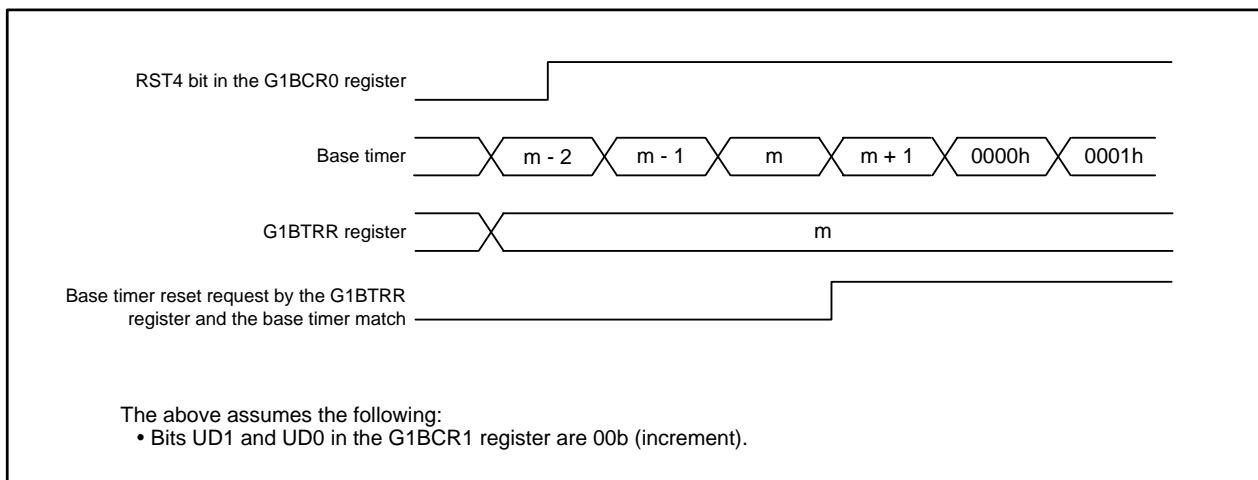 RST4 bit in the G1BCR0 register
Base timer
m - 2
m - 1
m
m + 1
0000h
0001h
G1BTRR register
m
Base timer reset request by the G1BTRR
register and the base timer match
The above assumes the following:
• Bits UD1 and UD0 in the G1BCR1 register are 00b (increment).